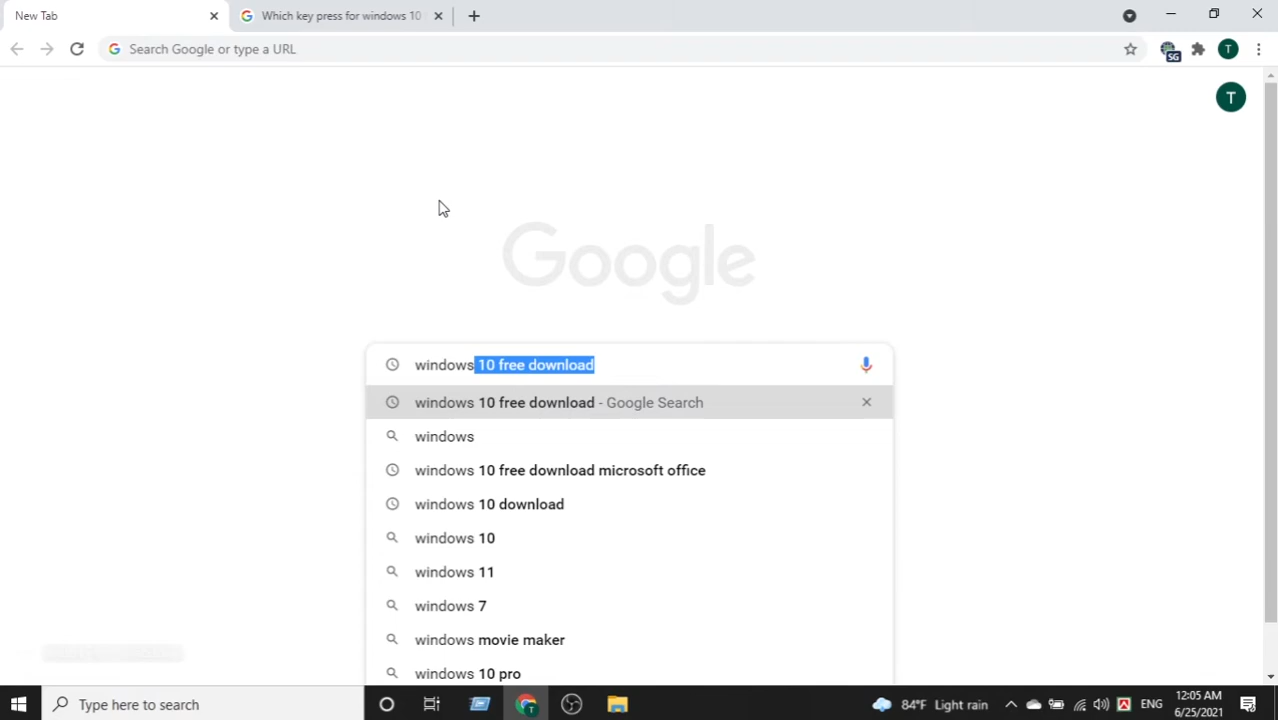 New Tab
Which key press for windows 10
Search Google or type a URL
SG
T
T
Google
windows 10 free download
windows 10 free download - Google Search
windows
windows 10 free download microsoft office
windows 10 download
windows 10
windows 11
windows 7
windows movie maker
windows 10 pro
Type here to search
84°F Light rain
ENG
12:05 AM
6/25/2021